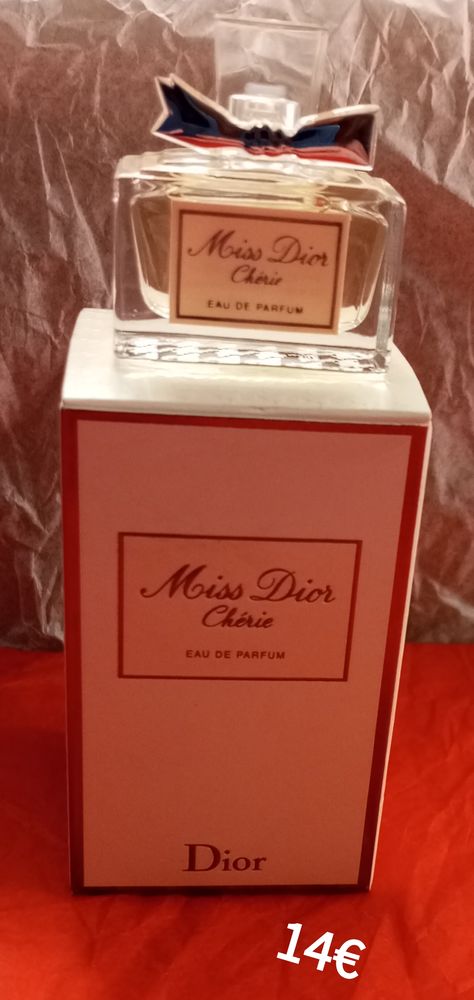 Miss Dior
Chérie
EAU DE PARFUM
Miss Dior
Chérie
EAU DE PARFUM
Dior
14€